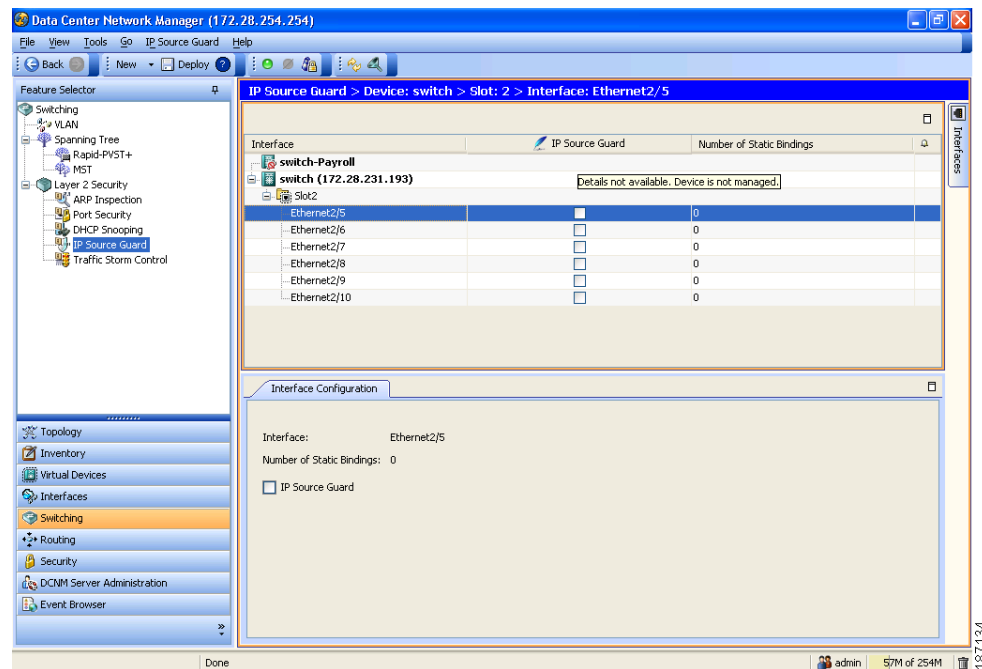 Data Center Network Manager (172.28.254.254)
File View Tools Go IP Source Guard Help
Back New Deploy
Feature Selector
Switching
VLAN
Spanning Tree
Rapid-PVST+
MST
Layer 2 Security
ARP Inspection
Port Security
DHCP Snooping
IP Source Guard
Traffic Storm Control
Topology
Inventory
Virtual Devices
Interfaces
Switching
Routing
Security
DCNM Server Administration
Event Browser
IP Source Guard > Device: switch > Slot: 2 > Interface: Ethernet2/5
Interface IP Source Guard Number of Static Bindings
switch-Payroll
switch (172.28.231.193) Details not available. Device is not managed.
Slot2
Ethernet2/5 0
Ethernet2/6 0
Ethernet2/7 0
Ethernet2/8 0
Ethernet2/9 0
Ethernet2/10 0
Interfaces
Interface Configuration
Interface: Ethernet2/5
Number of Static Bindings: 0
IP Source Guard
Done admin 57M of 254M
187134